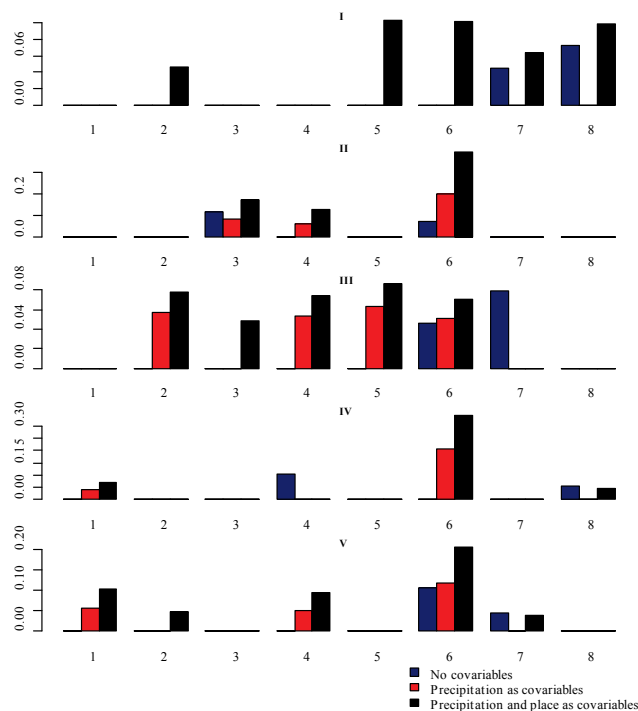 I
0.00 0.06
1 2 3 4 5 6 7 8
II
0.0 0.2
1 2 3 4 5 6 7 8
III
0.00 0.04 0.08
1 2 3 4 5 6 7 8
IV
0.00 0.15 0.30
1 2 3 4 5 6 7 8
V
0.00 0.10 0.20
1 2 3 4 5 6 7 8
No covariables
Precipitation as covariables
Precipitation and place as covariables